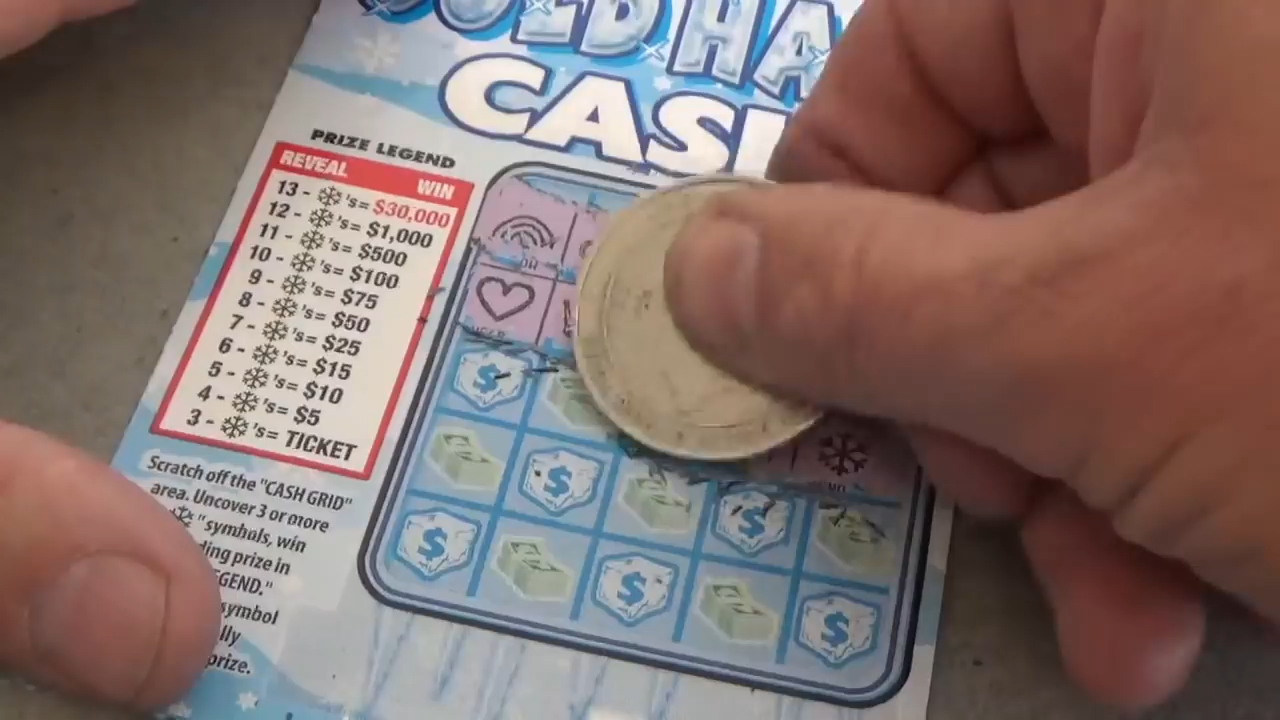 CASH
PRIZE LEGEND
REVEAL WIN
13 - 's= $30,000
12 - 's= $1,000
11 - 's= $500
10 - 's= $100
9 - 's= $75
8 - 's= $50
7 - 's= $25
6 - 's= $15
5 - 's= $10
4 - 's= $5
3 - 's= TICKET
Scratch off the "CASH GRID"
area. Uncover 3 or more
" symbols, win
prize in
symbol
prize.
$
$
$
$
$
$